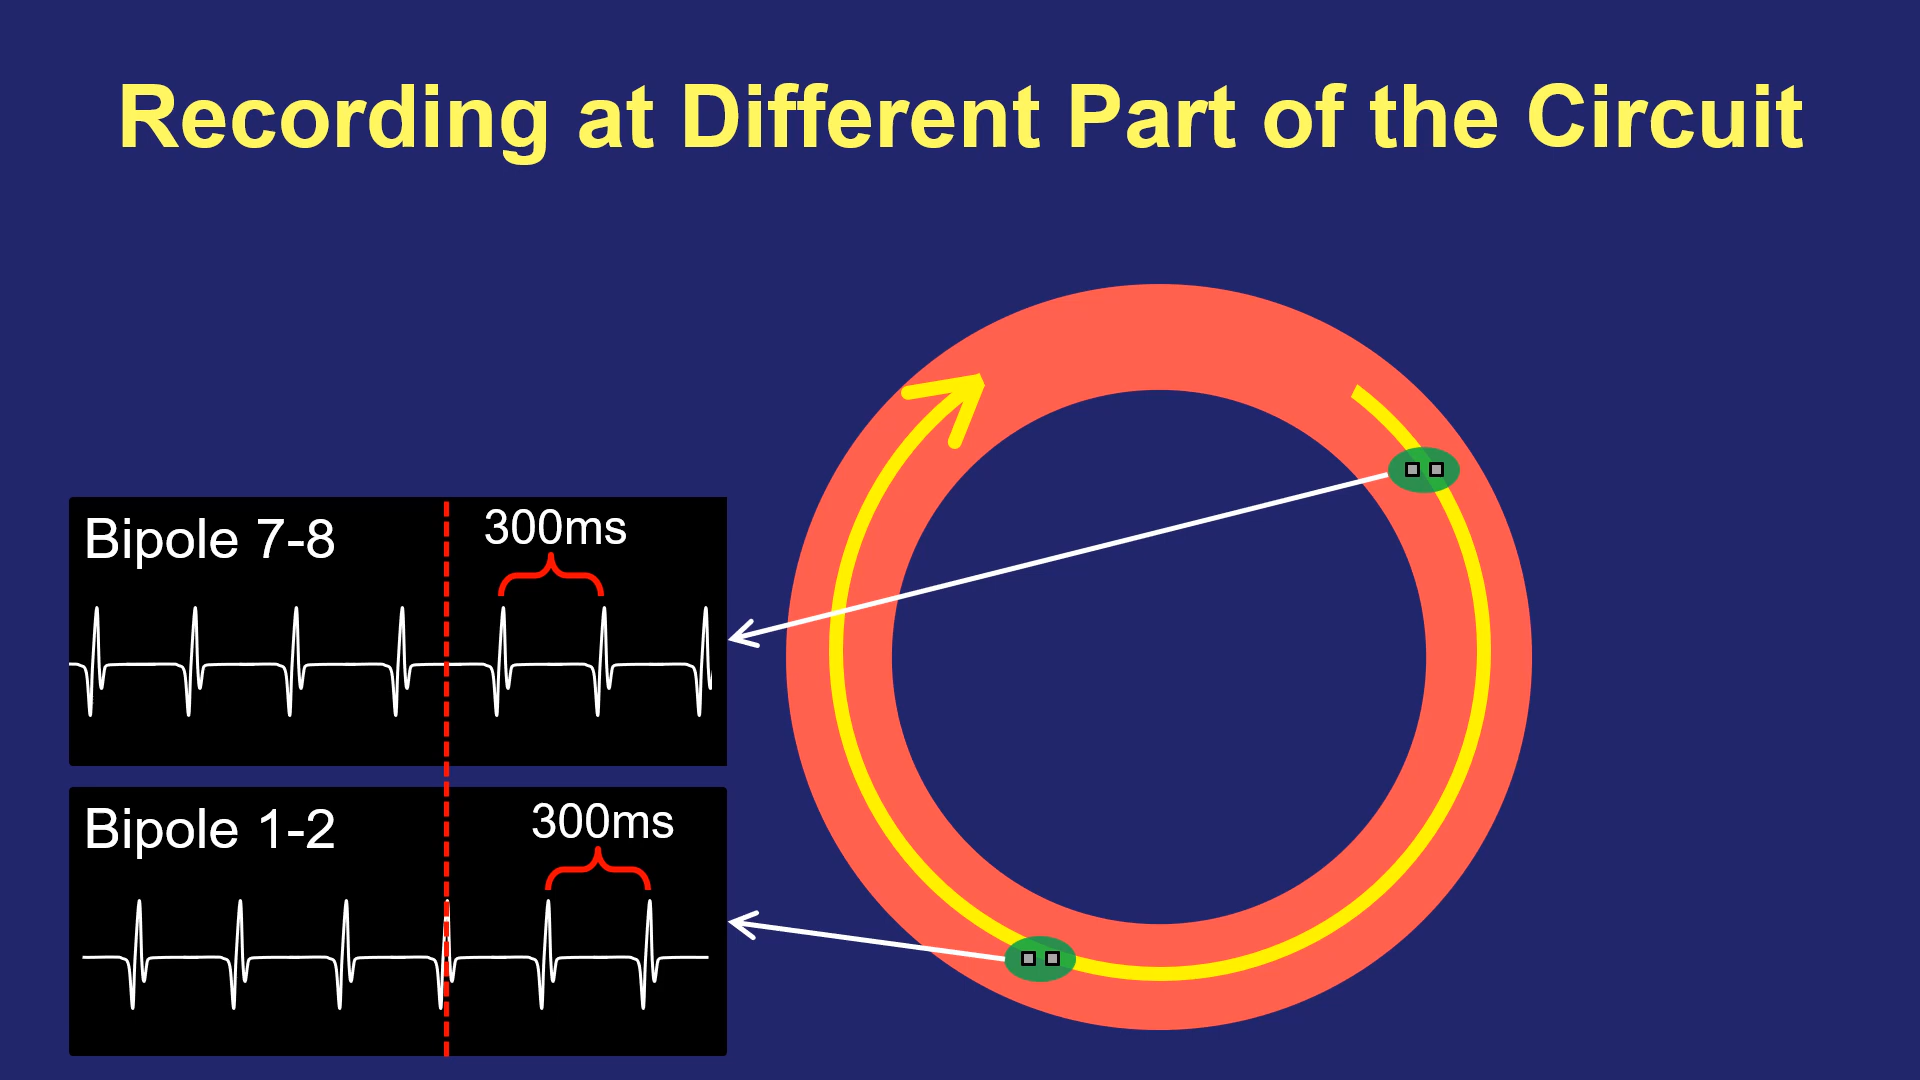 Recording at Different Part of the Circuit
Bipole 7-8
300ms
Bipole 1-2
300ms